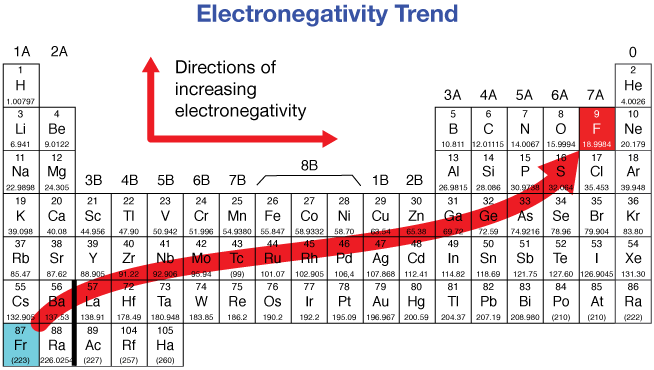 Electronegativity Trend
1A 2A 0
Directions of
increasing
electronegativity
1 2
H He
1.00797 4.0026
3A 4A 5A 6A 7A
3 4 5 6 7 8 9 10
Li Be B C N O F Ne
6.941 9.0122 10.811 12.01115 14.0067 15.9994 18.9984 20.179
11 12 13 14 15 16 17 18
Na Mg Al Si P S Cl Ar
22.9898 24.305 26.9815 28.086 30.9738 32.064 35.453 39.948
3B 4B 5B 6B 7B 8B 1B 2B
19 20 21 22 23 24 25 26 27 28 29 30 31 32 33 34 35 36
K Ca Sc Tl V Cr Mn Fe Co Ni Cu Zn Ga Ge As Se Br Kr
39.098 40.08 44.956 47.90 50.942 51.996 54.9380 55.847 58.9332 58.70 63.54 65.38 69.72 72.59 74.9216 78.96 79.904 83.80
37 38 39 40 41 42 43 44 45 46 47 48 49 50 51 52 53 54
Rb Sr Y Zr Nb Mo Tc Ru Rh Pd Ag Cd In Sn Sb Te I Xe
85.47 87.62 88.905 91.22 92.906 95.94 (99) 101.07 102.905 106,4 107.868 112.41 114.82 118.69 121.75 127.60 126.9045 131.30
55 56 57 72 73 74 75 76 77 78 79 80 81 82 83 84 85 86
Cs Ba La Hf Ta W Re Os Ir Pt Au Hg Tl Pb Bi Po At Ra
132.905 137.53 138.91 178.49 180.948 183.85 186.2 190.2 192.2 195.09 196.967 200.59 204.37 207.19 208.980 (210) (210) (222)
87 88 89 104 105
Fr Ra Ac Rf Ha
(223) 226.0254 (227) (257) (260)